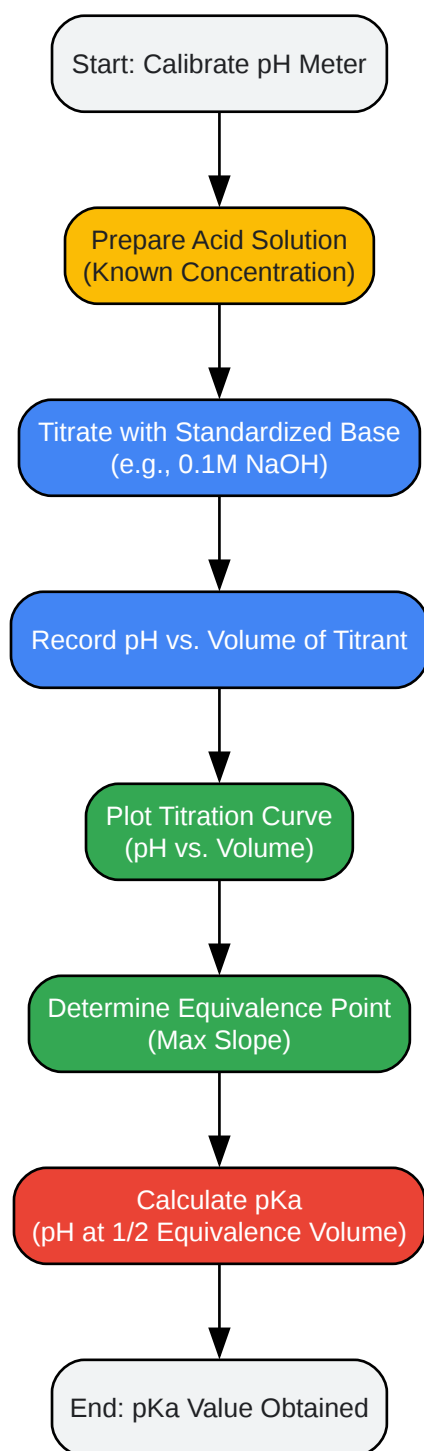 Start: Calibrate pH Meter
Prepare Acid Solution
(Known Concentration)
Titrate with Standardized Base
(e.g., 0.1M NaOH)
Record pH vs. Volume of Titrant
Plot Titration Curve
(pH vs. Volume)
Determine Equivalence Point
(Max Slope)
Calculate pKa
(pH at 1/2 Equivalence Volume)
End: pKa Value Obtained